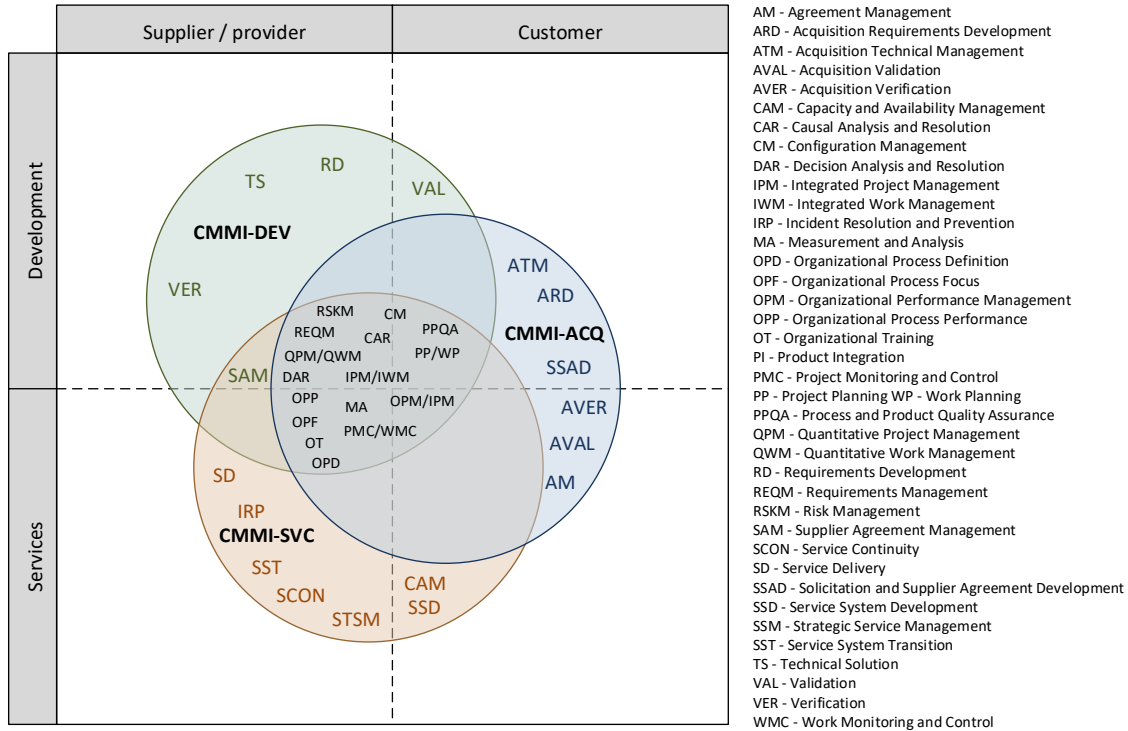 Supplier / provider
Customer
Development
Services
RD
TS
VAL
CMMI-DEV
VER
ATM
ARD
CMMI-ACQ
SSAD
AVER
AVAL
AM
RSKM
CM
REQM
CAR
PPQA
QPM/QWM
PP/WP
SAM
DAR
IPM/IWM
OPP
MA
OPM/IPM
OPF
PMC/WMC
OT
OPD
SD
IRP
CMMI-SVC
SST
SCON
STSM
CAM
SSD
AM - Agreement Management
ARD - Acquisition Requirements Development
ATM - Acquisition Technical Management
AVAL - Acquisition Validation
AVER - Acquisition Verification
CAM - Capacity and Availability Management
CAR - Causal Analysis and Resolution
CM - Configuration Management
DAR - Decision Analysis and Resolution
IPM - Integrated Project Management
IWM - Integrated Work Management
IRP - Incident Resolution and Prevention
MA - Measurement and Analysis
OPD - Organizational Process Definition
OPF - Organizational Process Focus
OPM - Organizational Performance Management
OPP - Organizational Process Performance
OT - Organizational Training
PI - Product Integration
PMC - Project Monitoring and Control
PP - Project Planning WP - Work Planning
PPQA - Process and Product Quality Assurance
QPM - Quantitative Project Management
QWM - Quantitative Work Management
RD - Requirements Development
REQM - Requirements Management
RSKM - Risk Management
SAM - Supplier Agreement Management
SCON - Service Continuity
SD - Service Delivery
SSAD - Solicitation and Supplier Agreement Development
SSD - Service System Development
SSM - Strategic Service Management
SST - Service System Transition
TS - Technical Solution
VAL - Validation
VER - Verification
WMC - Work Monitoring and Control